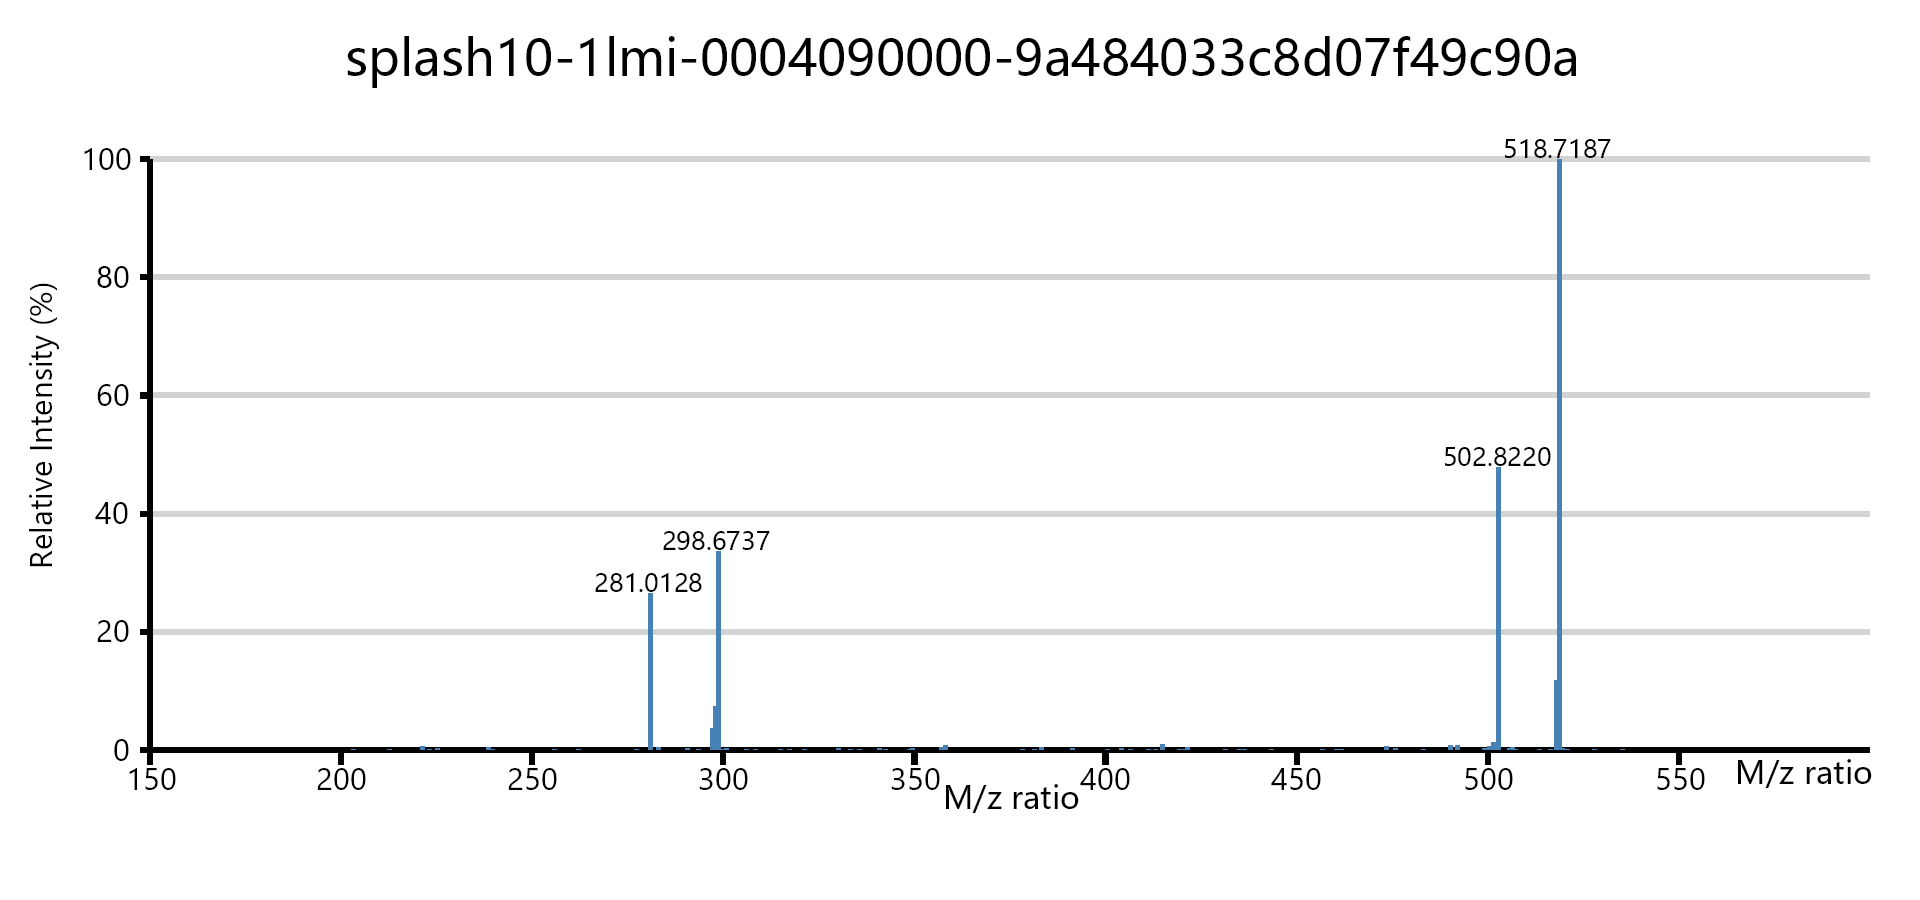 splash10-1lmi-0004090000-9a484033c8d07f49c90a
518.7187
100
80
60
502.8220
40
298.6737
281.0128
20
0
Relative Intensity (%)
150 200 250 300 350 400 450 500 550 M/z ratio
M/z ratio